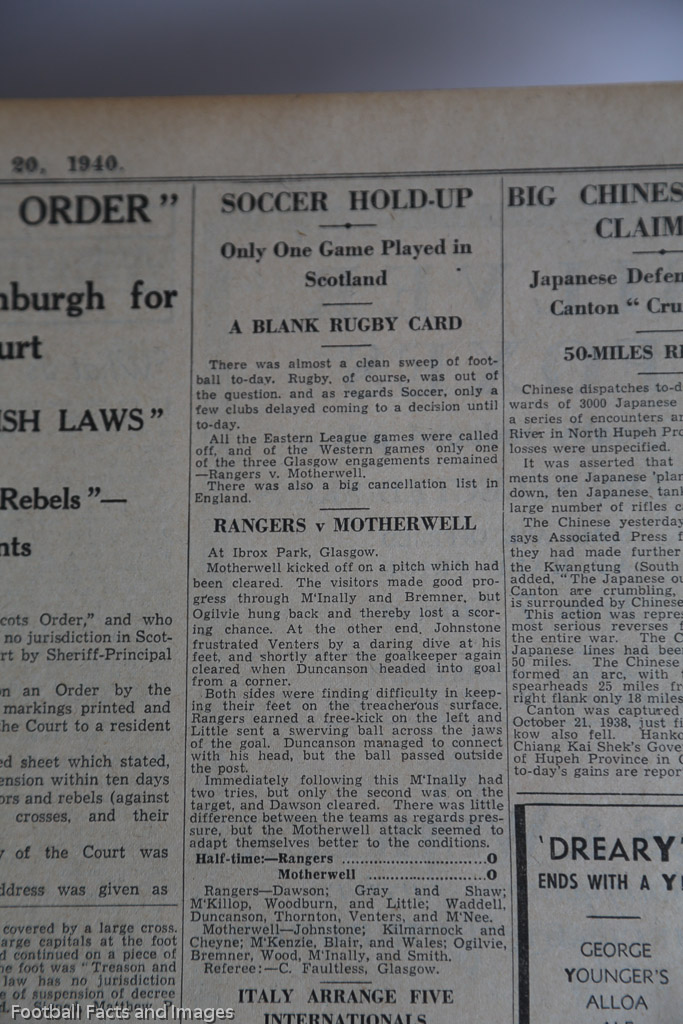 20, 1940.
ORDER"
nburgh for
urt
ISH LAWS"
Rebels"—
nts
cots Order," and who
no jurisdiction in Scot-
rt by Sheriff-Principal
on an Order by the
markings printed and
the Court to a resident
ed sheet which stated,
ension within ten days
ors and rebels (against
crosses, and their
y of the Court was
ddress was given as
covered by a large cross.
arge capitals at the foot
d continued on a piece of
he foot was "Treason and
law has no jurisdiction
e of suspension of decree
SOCCER HOLD-UP
Only One Game Played in
Scotland
A BLANK RUGBY CARD
There was almost a clean sweep of foot-
ball to-day. Rugby, of course, was out of
the question, and as regards Soccer, only a
few clubs delayed coming to a decision until
to-day.
All the Eastern League games were called
off, and of the Western games only one
of the three Glasgow engagements remained
—Rangers v. Motherwell.
There was also a big cancellation list in
England.
RANGERS v MOTHERWELL
At Ibrox Park, Glasgow.
Motherwell kicked off on a pitch which had
been cleared. The visitors made good pro-
gress through M'Inally and Bremner, but
Ogilvie hung back and thereby lost a scor-
ing chance. At the other end, Johnstone
frustrated Venters by a daring dive at his
feet, and shortly after the goalkeeper again
cleared when Duncanson headed into goal
from a corner.
Both sides were finding difficulty in keep-
ing their feet on the treacherous surface.
Rangers earned a free-kick on the left and
Little sent a swerving ball across the jaws
of the goal. Duncanson managed to connect
with his head, but the ball passed outside
the post.
Immediately following this M'Inally had
two tries, but only the second was on the
target, and Dawson cleared. There was little
difference between the teams as regards pres-
sure, but the Motherwell attack seemed to
adapt themselves better to the conditions.
Half-time:—Rangers ..............................0
Motherwell ..............................0
Rangers—Dawson; Gray and Shaw;
M'Killop, Woodburn, and Little; Waddell,
Duncanson, Thornton, Venters, and M'Nee.
Motherwell—Johnstone; Kilmarnock and
Cheyne; M'Kenzie, Blair, and Wales; Ogilvie,
Bremner, Wood, M'Inally, and Smith.
Referee:—C. Faultless, Glasgow.
ITALY ARRANGE FIVE
INTERNATIONALS
BIG CHINES
CLAIM
Japanese Defen
Canton "Cru
50-MILES RE
Chinese dispatches to-d
wards of 3000 Japanese
a series of encounters ar
River in North Hupeh Pro
losses were unspecified.
It was asserted that
ments one Japanese 'plan
down, ten Japanese tank
large number of rifles ca
The Chinese yesterday
says Associated Press f
they had made further
the Kwangtung (South
added, "The Japanese ou
Canton are crumbling,
is surrounded by Chinese
This action was repres
most serious reverses f
the entire war. The C
Japanese lines had been
50 miles. The Chinese
formed an arc, with t
spearheads 25 miles fr
right flank only 18 miles
Canton was captured
October 21, 1938, just fi
kow also fell. Hanko
Chiang Kai Shek's Gove
of Hupeh Province in C
to-day's gains are repor
'DREARY'
ENDS WITH A Y
GEORGE
YOUNGER'S
ALLOA
Football Facts and Images